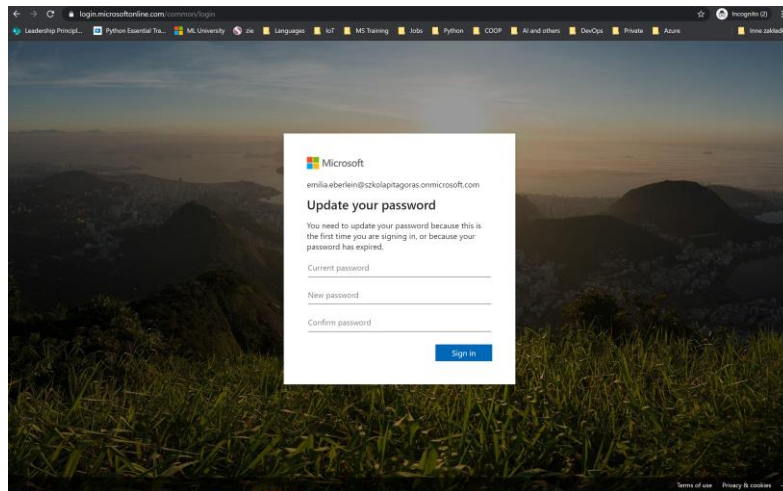 login.microsoftonline.com/common/login
Incognito (2)
Leadership Principl...
Python Essential Tra...
ML University
zie
Languages
IoT
MS Training
Jobs
Python
COOP
AI and others
DevOps
Private
Azure
Inne zakładk
Microsoft
emilia.eberlein@szkolapitagoras.onmicrosoft.com
Update your password
You need to update your password because this is
the first time you are signing in, or because your
password has expired.
Current password
New password
Confirm password
Sign in
Terms of use Privacy & cookies